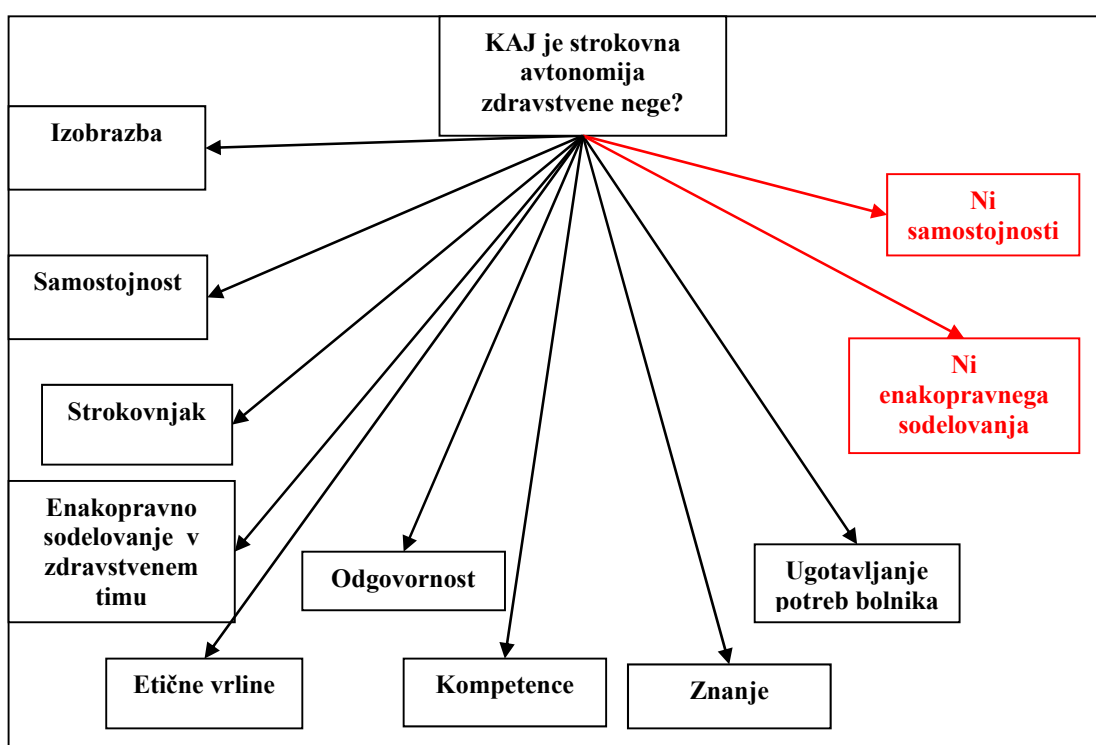 KAJ je strokovna
avtonomija
zdravstvene nege?
Izobrazba
Ni
samostojnosti
Samostojnost
Ni
enakopravnega
sodelovanja
Strokovnjak
Enakopravno
sodelovanje v
zdravstvenem
timu
Odgovornost
Ugotavljanje
potreb bolnika
Etične vrline
Kompetence
Znanje